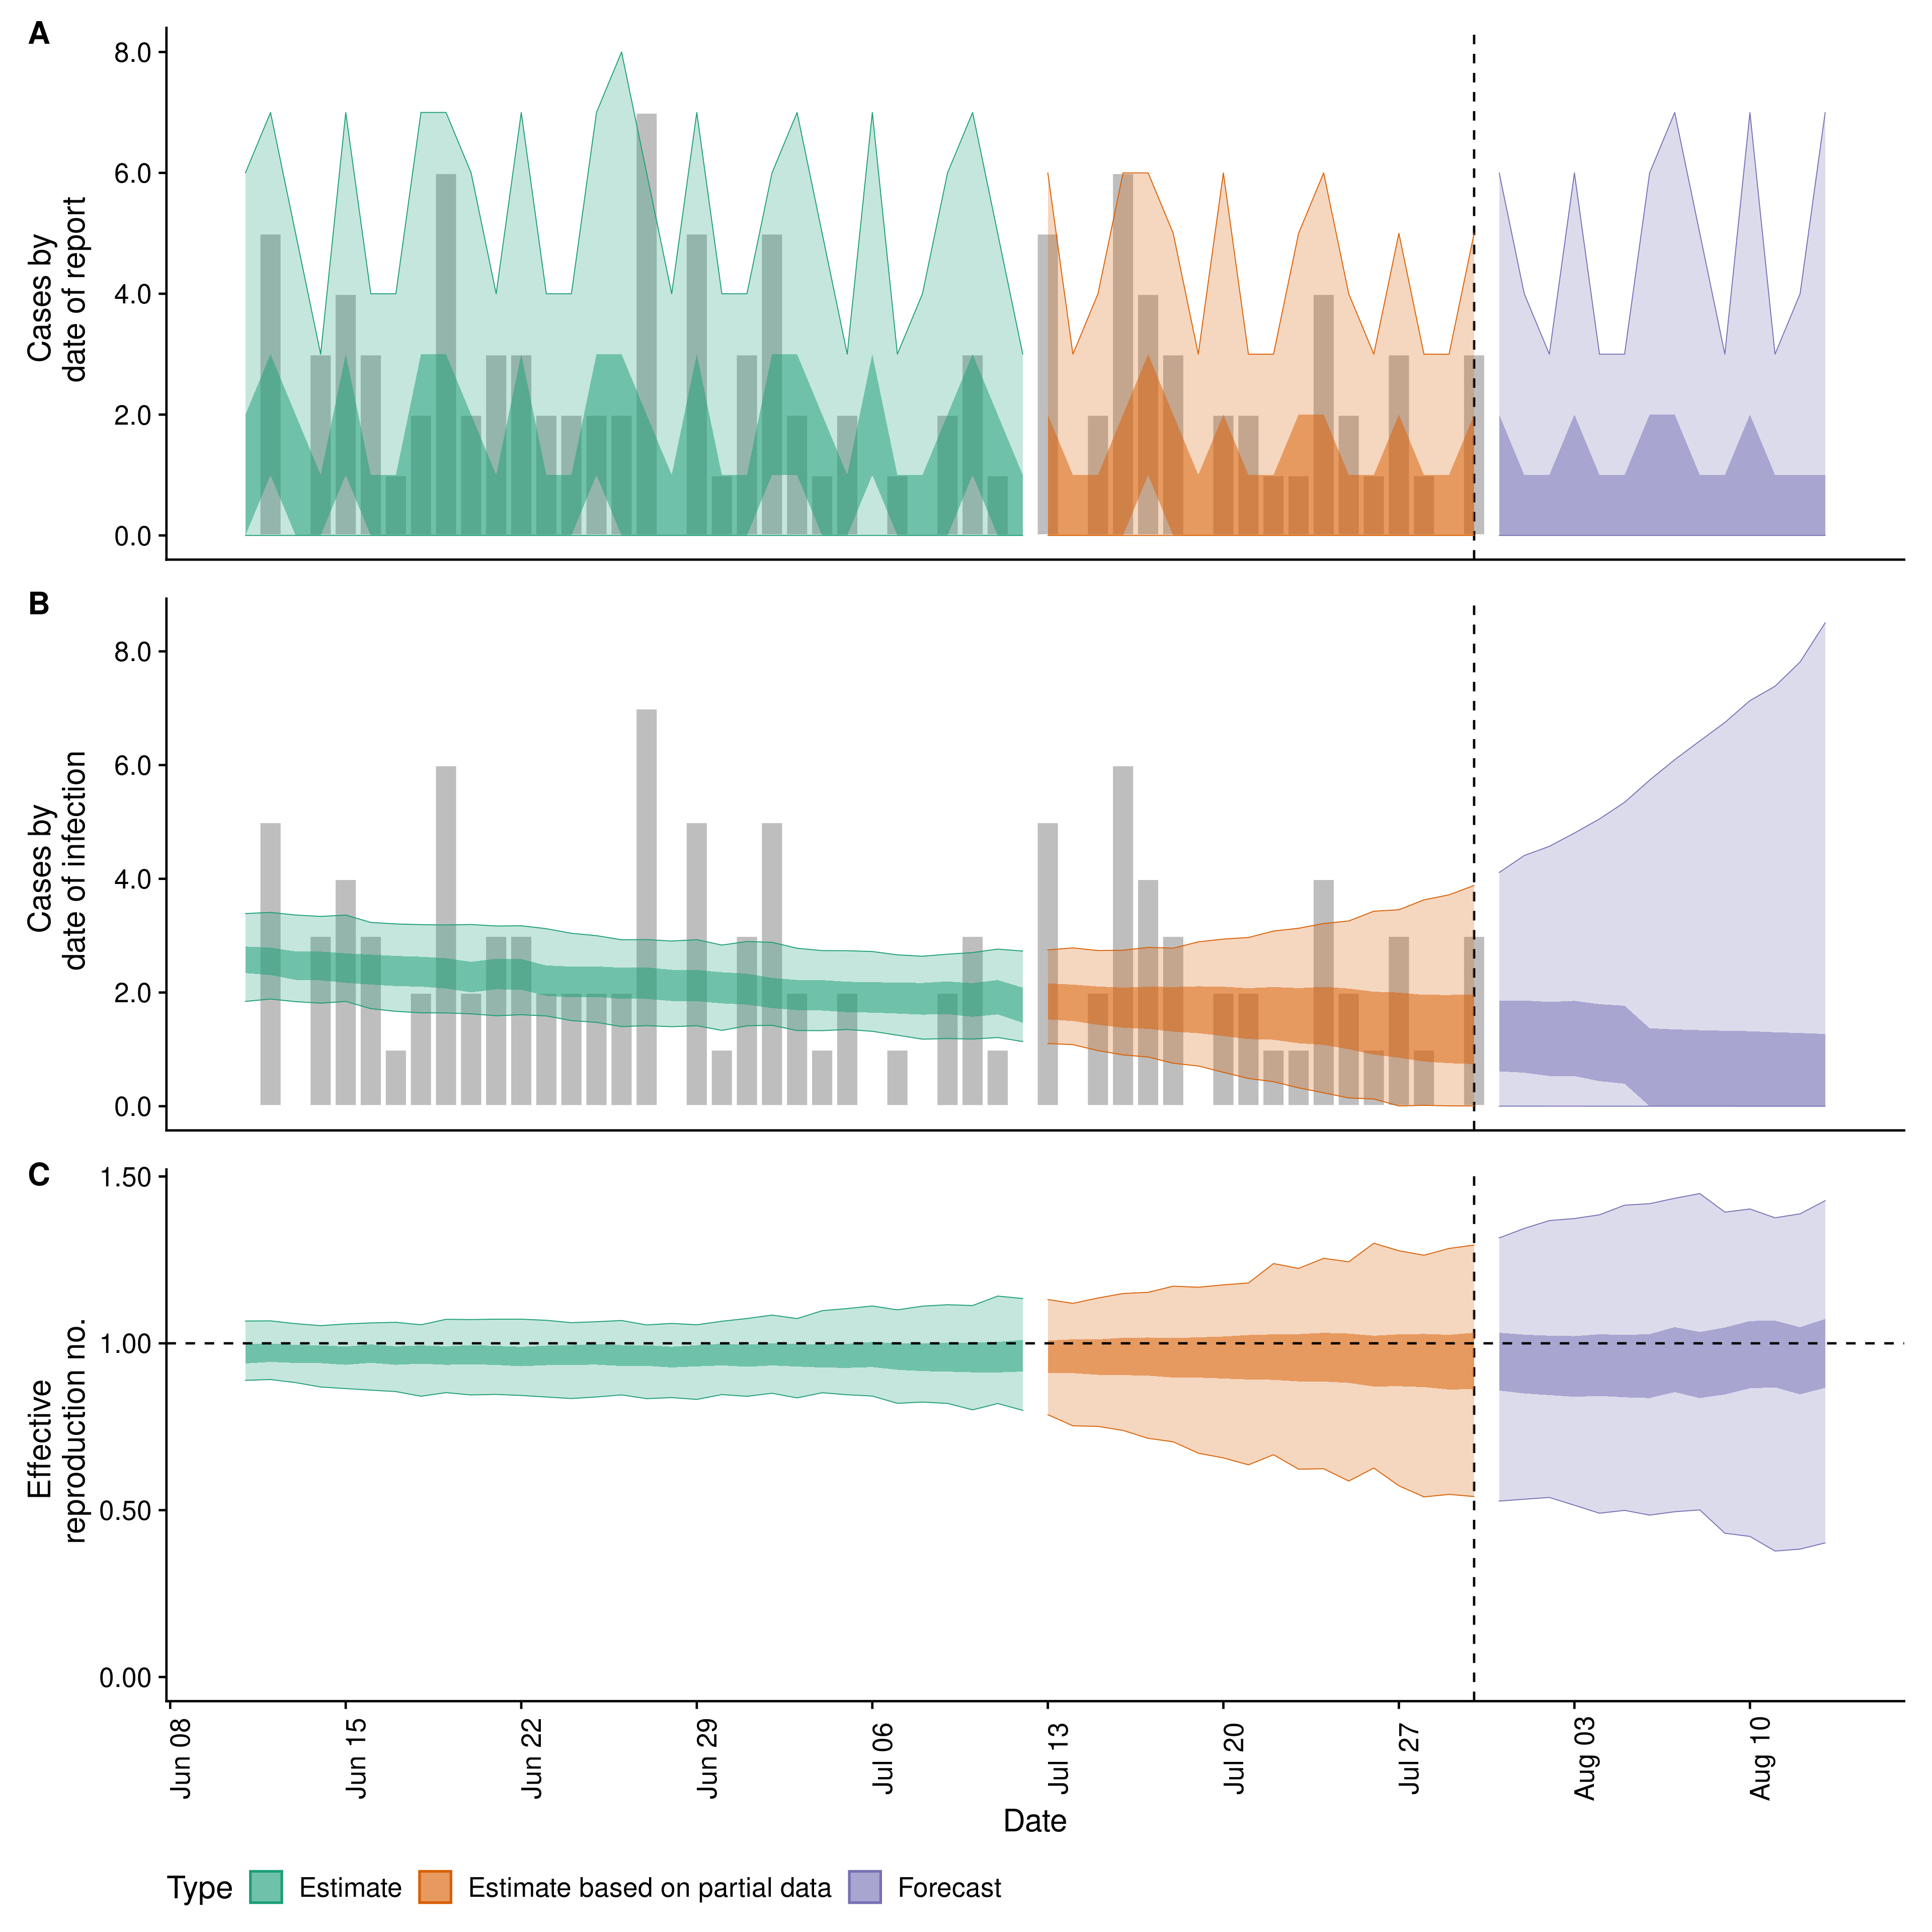 A
8.0
6.0
4.0
2.0
0.0
Cases by
date of report
B
8.0
6.0
4.0
2.0
0.0
Cases by
date of infection
C
1.50
1.00
0.50
0.00
Effective
reproduction no.
Jun 08
Jun 15
Jun 22
Jun 29
Jul 06
Jul 13
Jul 20
Jul 27
Aug 03
Aug 10
Date
Type Estimate Estimate based on partial data Forecast